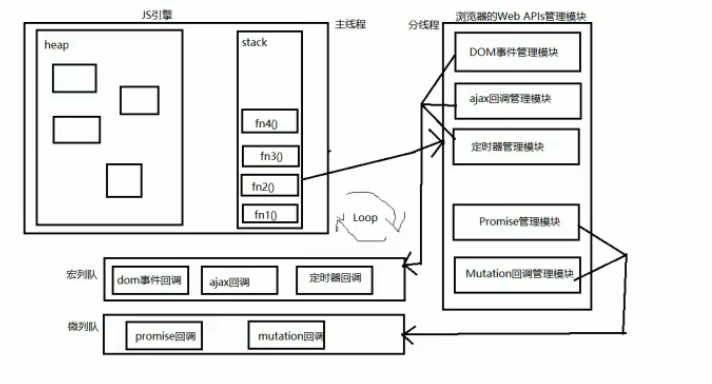 JS引擎
主线程
分线程
浏览器的Web APIs管理模块
heap
stack
fn4()
fn3()
fn2()
fn1()
Loop
DOM事件管理模块
ajax回调管理模块
定时器管理模块
Promise管理模块
Mutation回调管理模块
宏列队
dom事件回调
ajax回调
定时器回调
微列队
promise回调
mutation回调